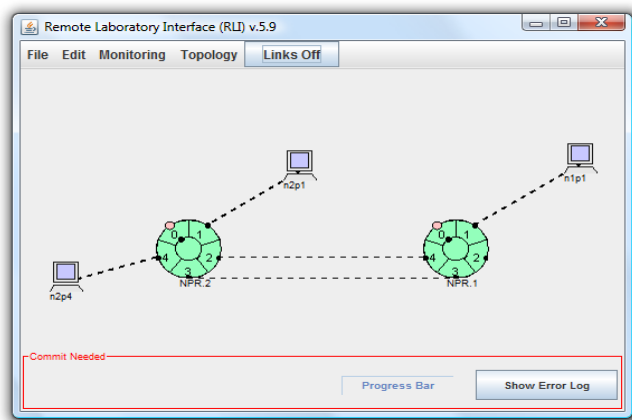 Remote Laboratory Interface (RLI) v.5.9
File Edit Monitoring Topology Links Off
n2p1
n1p1
0 1 2 3 4
NPR.2
0 1 2 3 4
NPR.1
n2p4
Commit Needed
Progress Bar Show Error Log